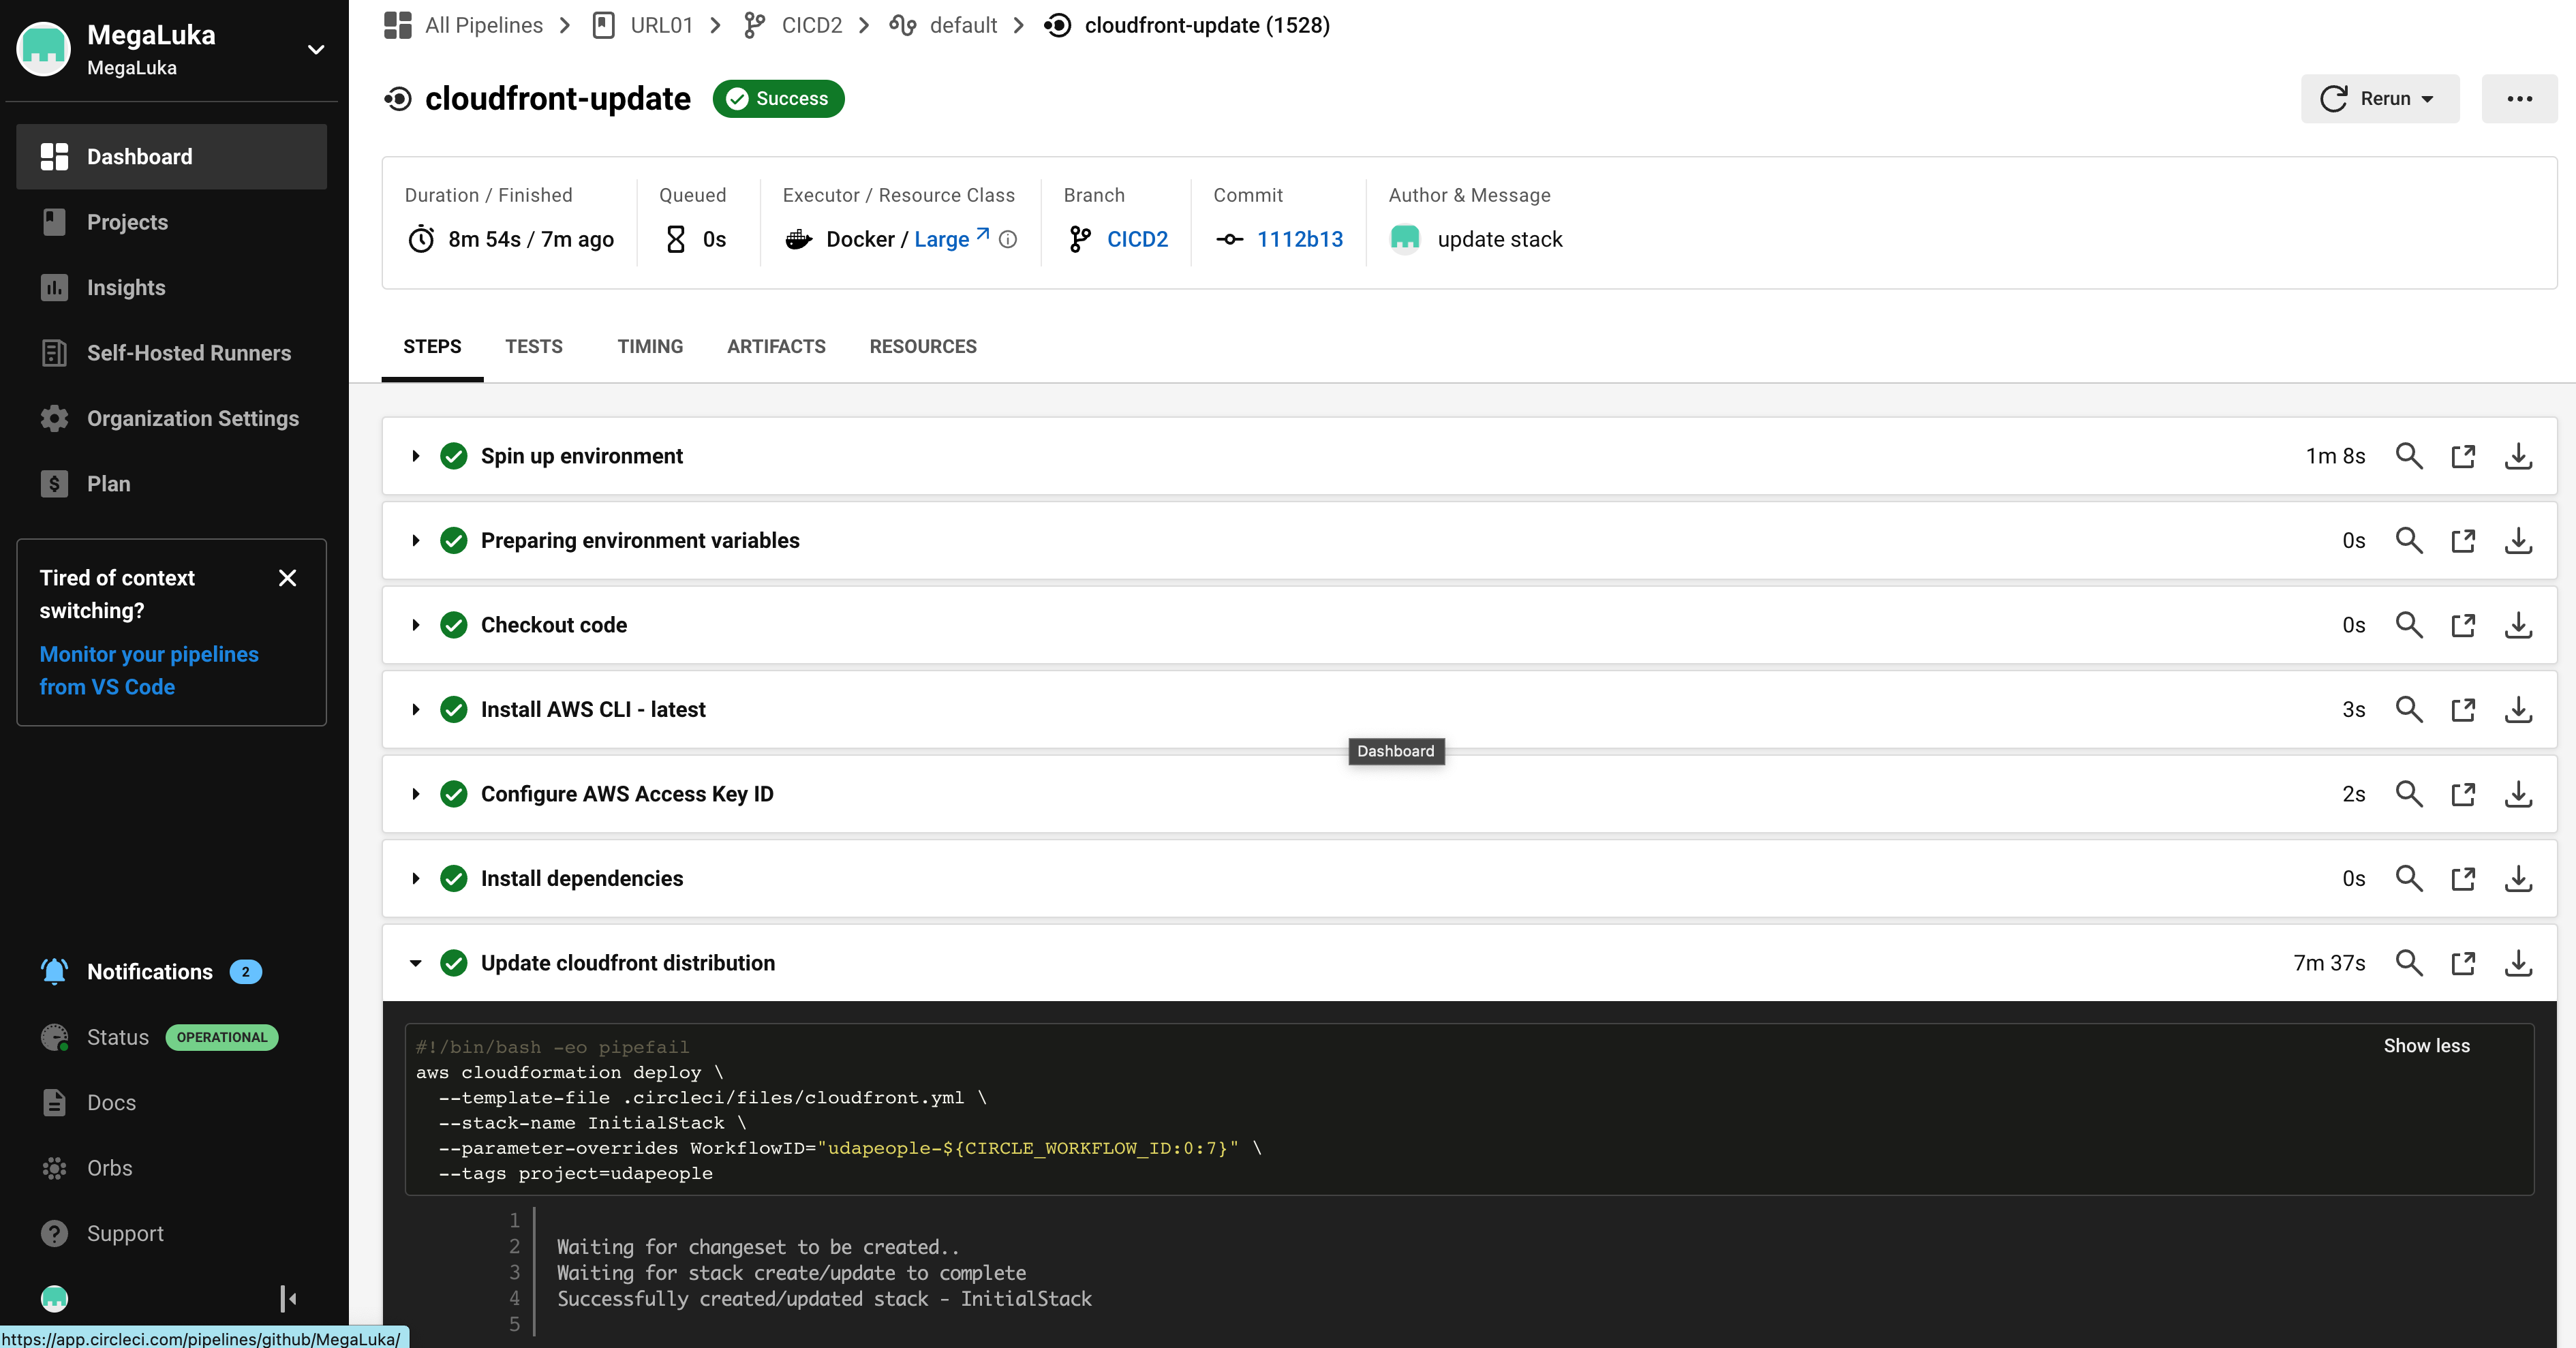 MegaLuka
MegaLuka
Dashboard
Projects
Insights
Self-Hosted Runners
Organization Settings
Plan
Tired of context
switching?
Monitor your pipelines
from VS Code
Notifications 2
Status OPERATIONAL
Docs
Orbs
Support
https://app.circleci.com/pipelines/github/MegaLuka/
All Pipelines URL01 CICD2 default cloudfront-update (1528)
cloudfront-update Success
Rerun
Duration / Finished
8m 54s / 7m ago
Queued
0s
Executor / Resource Class
Docker / Large
Branch
CICD2
Commit
1112b13
Author & Message
update stack
STEPS TESTS TIMING ARTIFACTS RESOURCES
Spin up environment 1m 8s
Preparing environment variables 0s
Checkout code 0s
Install AWS CLI - latest 3s
Dashboard
Configure AWS Access Key ID 2s
Install dependencies 0s
Update cloudfront distribution 7m 37s
Show less
#!/bin/bash -eo pipefail
aws cloudformation deploy \
--template-file .circleci/files/cloudfront.yml \
--stack-name InitialStack \
--parameter-overrides WorkflowID="udapeople-${CIRCLE_WORKFLOW_ID:0:7}" \
--tags project=udapeople
1
2 Waiting for changeset to be created..
3 Waiting for stack create/update to complete
4 Successfully created/updated stack - InitialStack
5